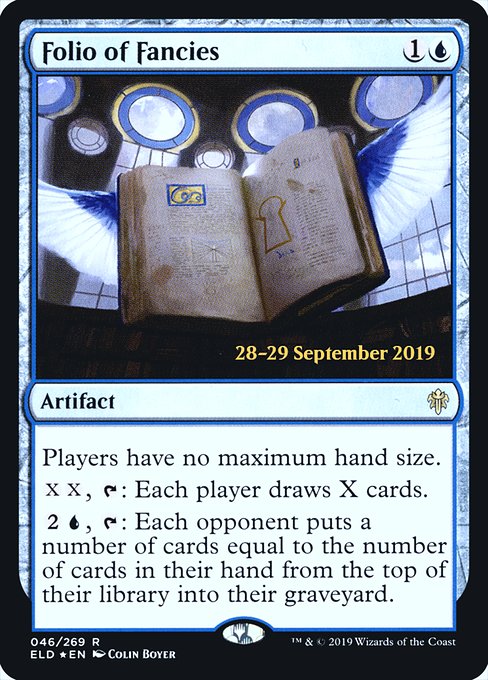 Folio of Fancies 1
28–29 September 2019
Artifact
Players have no maximum hand size.
X X, : Each player draws X cards.
2 , : Each opponent puts a
number of cards equal to the number
of cards in their hand from the top of
their library into their graveyard.
046/269 R
ELD ★ EN Colin Boyer
™ & © 2019 Wizards of the Coast